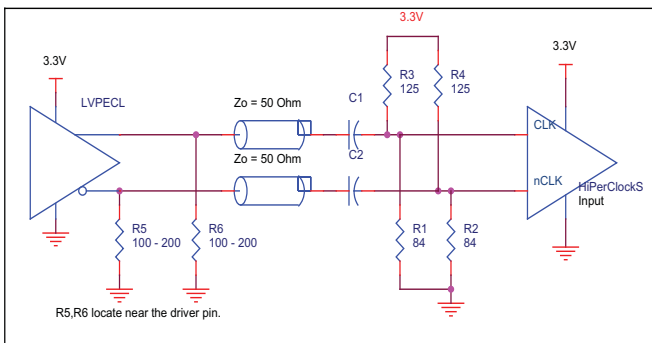 3.3V
3.3V
3.3V
LVPECL
R3
125
R4
125
Zo = 50 Ohm
C1
CLK
Zo = 50 Ohm
C2
nCLK
HiPerClockS
Input
R5
100 - 200
R6
100 - 200
R1
84
R2
84
R5,R6 locate near the driver pin.